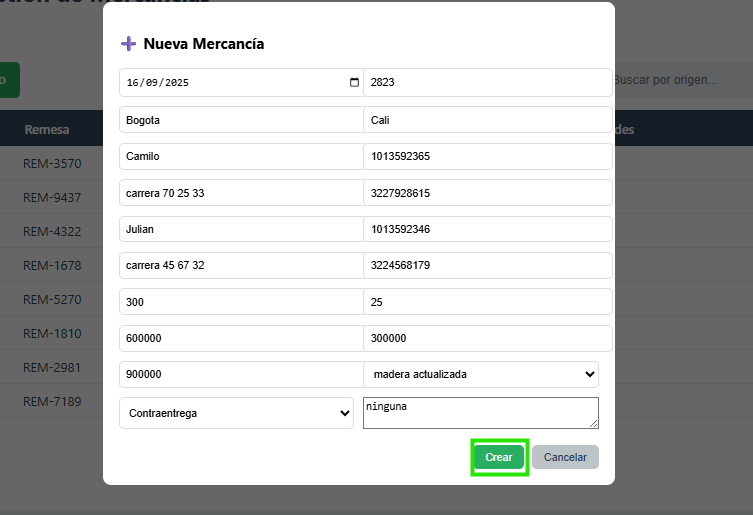 Nueva Mercancía
16/09/2025 2823
Buscar por origen...
Bogota Cali
Remesa
Camilo 1013592365
REM-3570
carrera 70 25 33 3227928615
REM-9437
Julian 1013592346
REM-4322
carrera 45 67 32 3224568179
REM-1678
300 25
REM-5270
600000 300000
REM-1810
900000 madera actualizada
REM-2981
Contraentrega ninguna
REM-7189
Crear Cancelar